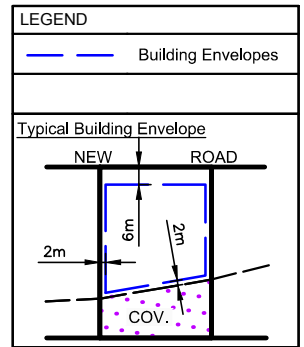 LEGEND
Building Envelopes
Typical Building Envelope
NEW ROAD
6m
2m
2m
COV.